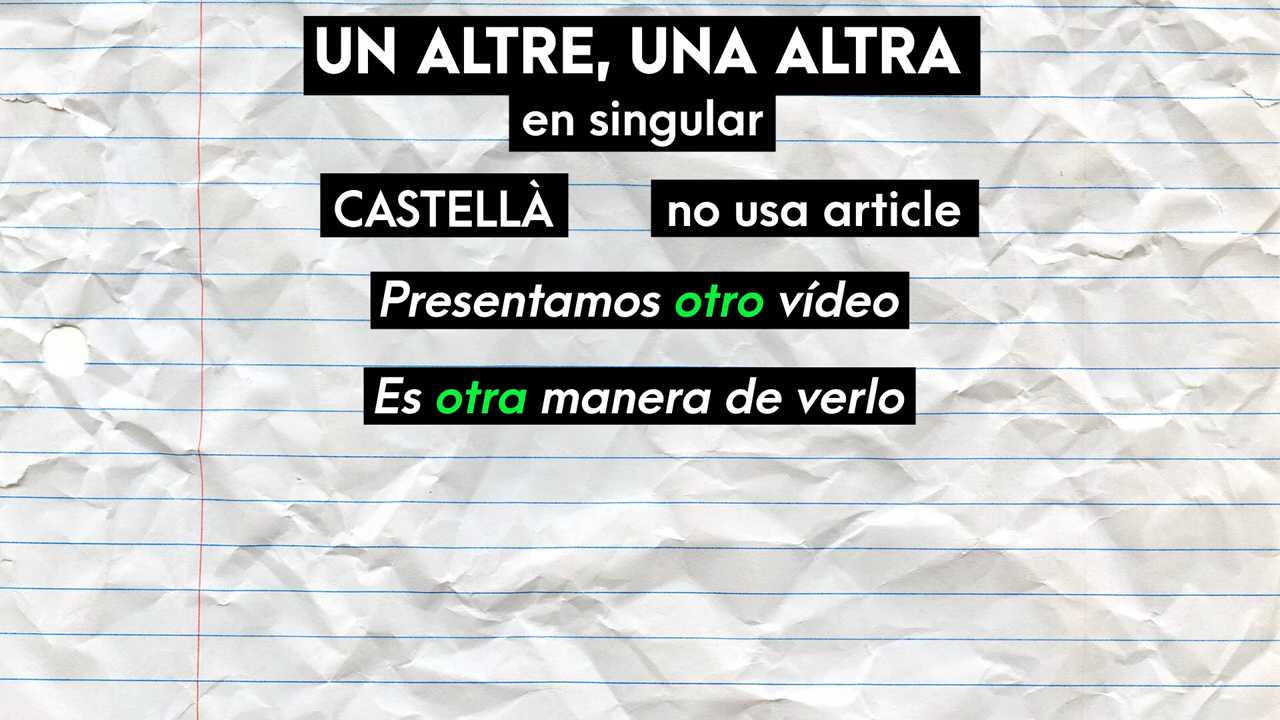 UN ALTRE, UNA ALTRA
en singular
CASTELLÀ no usa article
Presentamos otro vídeo
Es otra manera de verlo